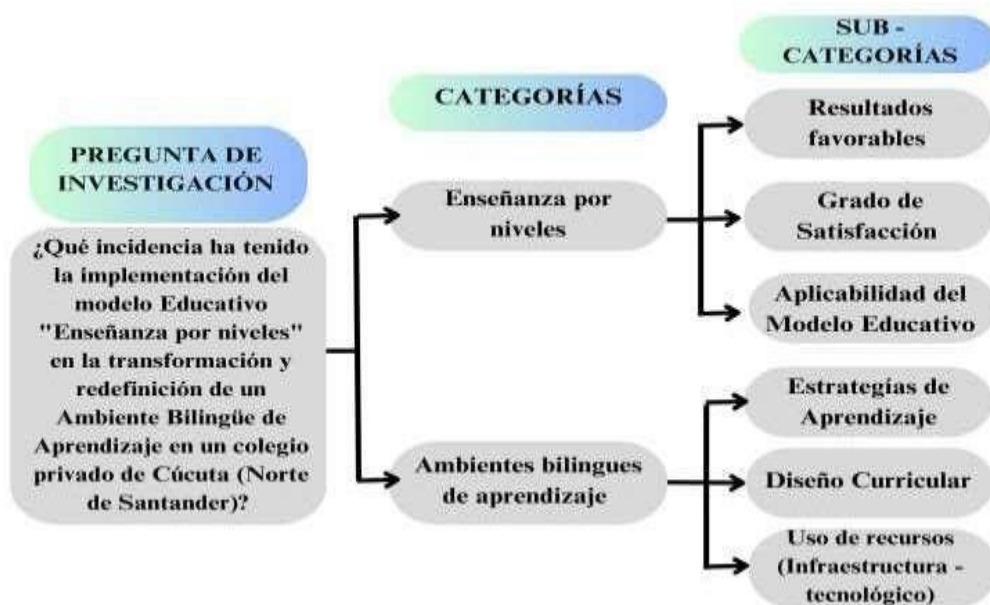 SUB -
CATEGORÍAS
CATEGORÍAS
PREGUNTA DE
INVESTIGACIÓN
¿Qué incidencia ha tenido
la implementación del
modelo Educativo
"Enseñanza por niveles"
en la transformación y
redefinición de un
Ambiente Bilingüe de
Aprendizaje en un colegio
privado de Cúcuta (Norte
de Santander)?
Enseñanza por
niveles
Resultados
favorables
Grado de
Satisfacción
Aplicabilidad del
Modelo Educativo
Ambientes bilingues
de aprendizaje
Estrategías de
Aprendizaje
Diseño Curricular
Uso de recursos
(Infraestructura -
tecnológico)